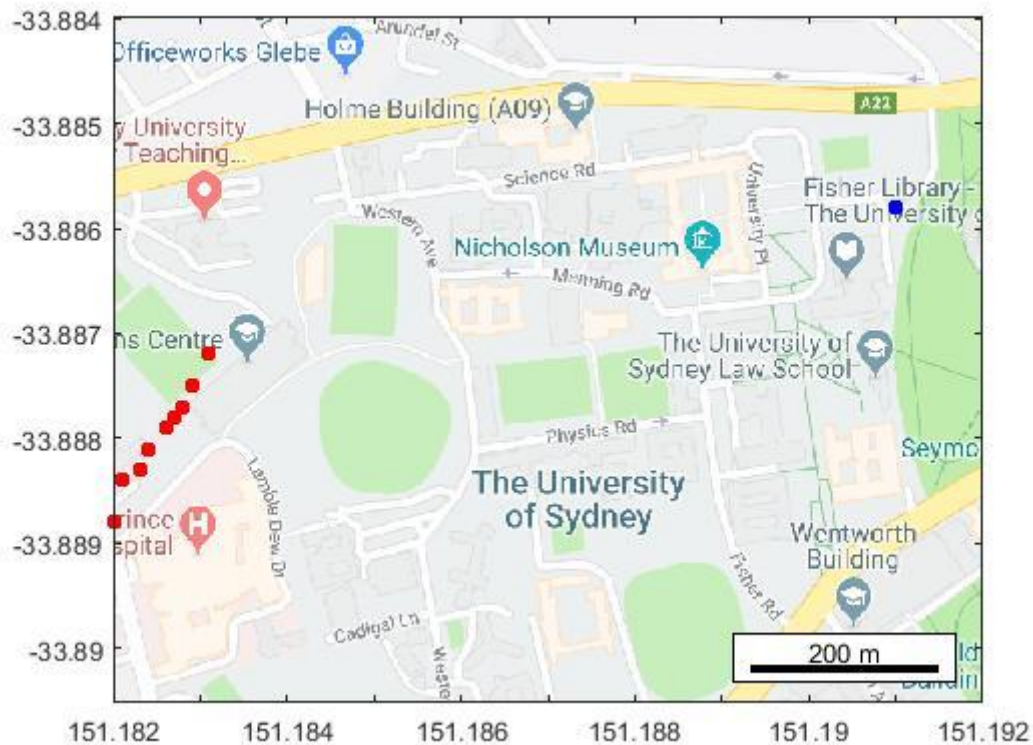 -33.884
-33.885
-33.886
-33.887
-33.888
-33.889
-33.89
151.182
151.184
151.186
151.188
151.19
151.192
Officeworks Glebe
Arundel St
A22
Holme Building (A09)
y University
Teaching...
Science Rd
University Pl
Fisher Library -
The University
Western Ave
Nicholson Museum
Manning Rd
ns Centre
The University of
Sydney Law School
Physics Rd
Seymo
Lambie Dew Dr
The University
of Sydney
rince
spital
H
Wentworth
Building
Fisher Rd
Cadigal Ln
Weste
200 m